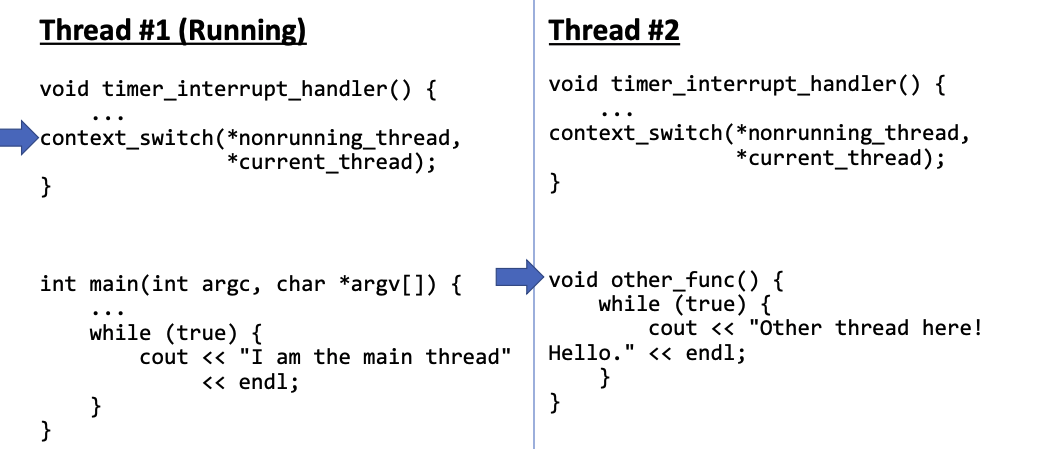 Thread #1 (Running)
void timer_interrupt_handler() {
    ...
context_switch(*nonrunning_thread,
               *current_thread);
}
int main(int argc, char *argv[]) {
    ...
    while (true) {
        cout << "I am the main thread"
             << endl;
    }
}
Thread #2
void timer_interrupt_handler() {
    ...
context_switch(*nonrunning_thread,
               *current_thread);
}
void other_func() {
    while (true) {
        cout << "Other thread here!
Hello." << endl;
    }
}